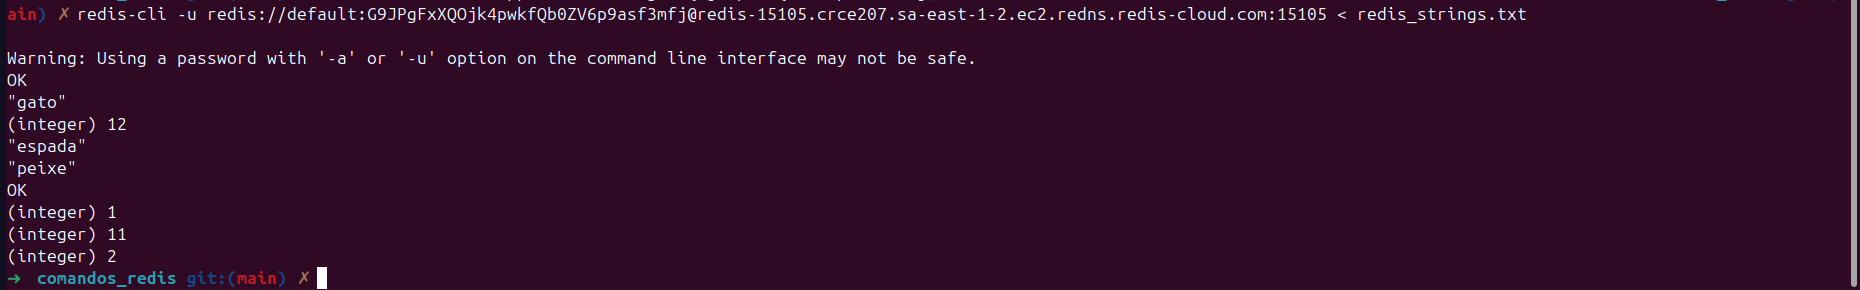 ain) ✗ redis-cli -u redis://default:G9JPgFxXQOjk4pwkfQb0ZV6p9asf3mfj@redis-15105.crce207.sa-east-1-2.ec2.redns.redis-cloud.com:15105 < redis_strings.txt
Warning: Using a password with '-a' or '-u' option on the command line interface may not be safe.
OK
"gato"
(integer) 12
"espada"
"peixe"
OK
(integer) 1
(integer) 11
(integer) 2
➜ comandos_redis git:(main) ✗